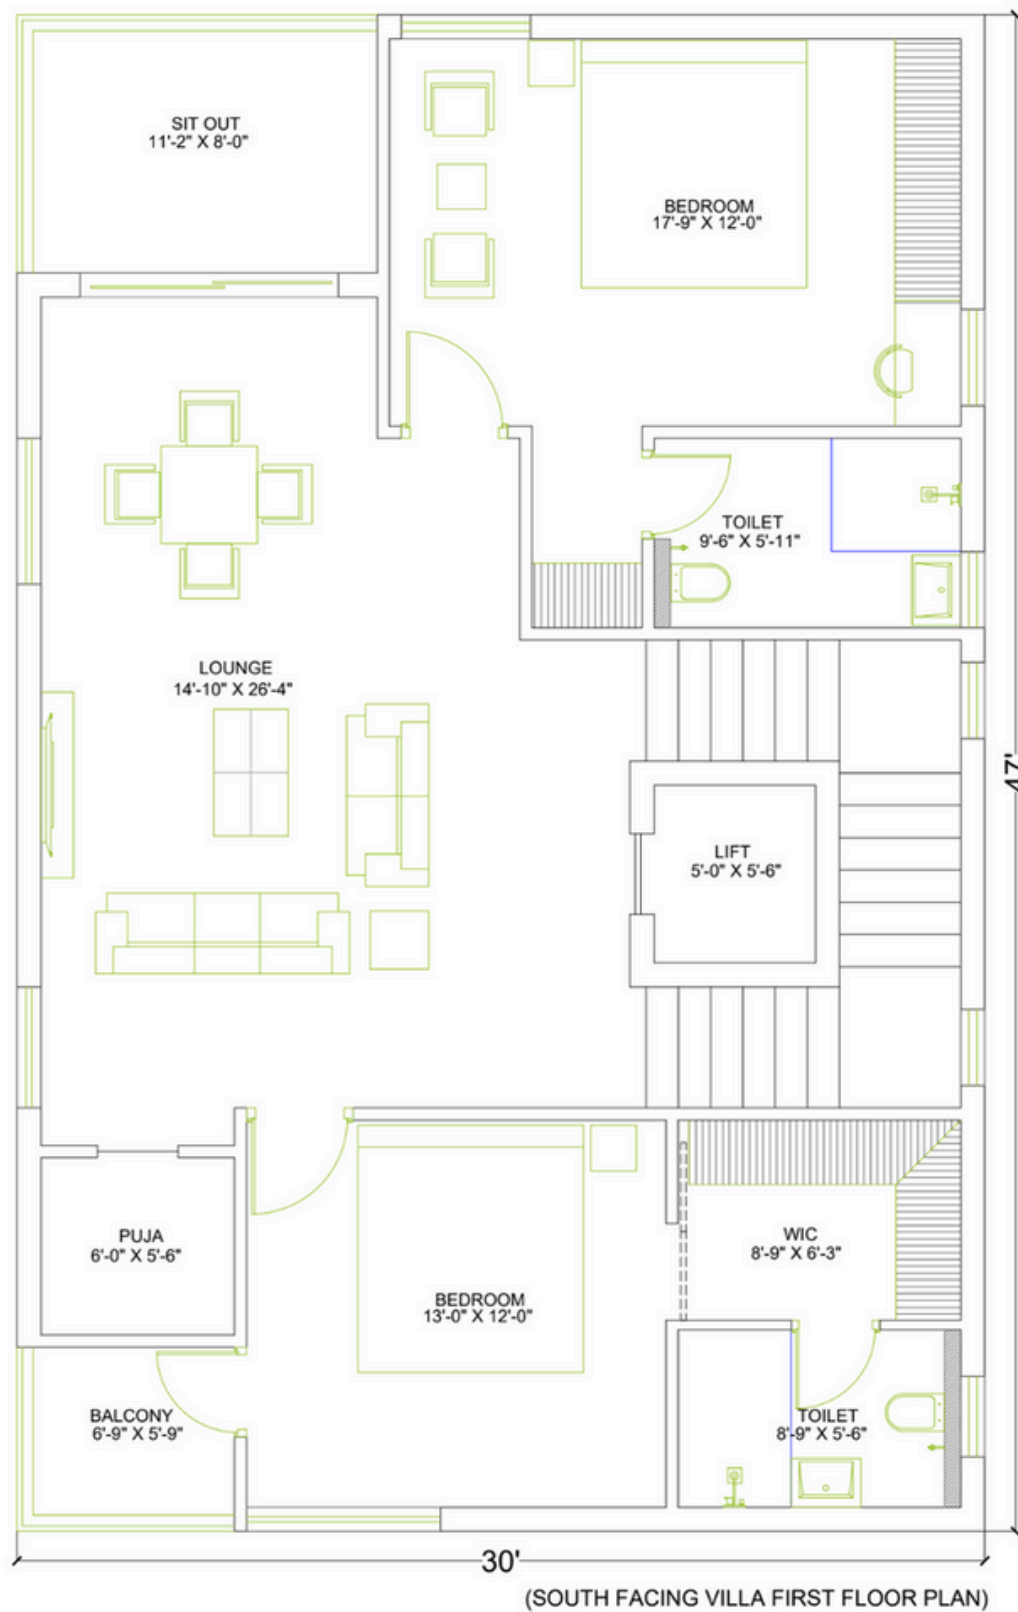 SIT OUT
11'-2" X 8'-0"
BEDROOM
17'-9" X 12'-0"
TOILET
9'-6" X 5'-11"
LOUNGE
14'-10" X 26'-4"
47'
LIFT
5'-0" X 5'-6"
PUJA
6'-0" X 5'-6"
WIC
8'-9" X 6'-3"
BEDROOM
13'-0" X 12'-0"
BALCONY
6'-9" X 5'-9"
TOILET
8'-9" X 5'-6"
30'
(SOUTH FACING VILLA FIRST FLOOR PLAN)